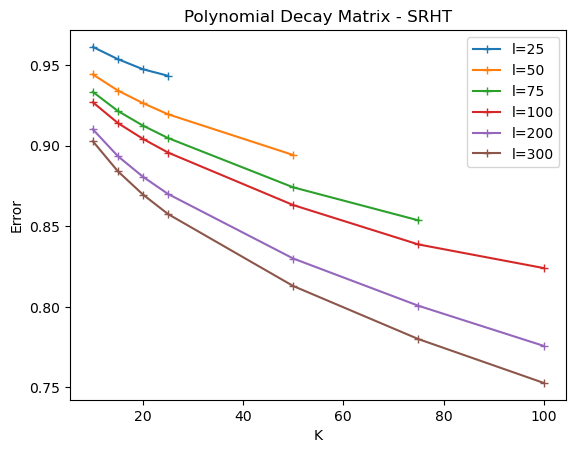 Polynomial Decay Matrix - SRHT
Error
0.95
0.90
0.85
0.80
0.75
l=25
l=50
l=75
l=100
l=200
l=300
20
40
60
80
100
K